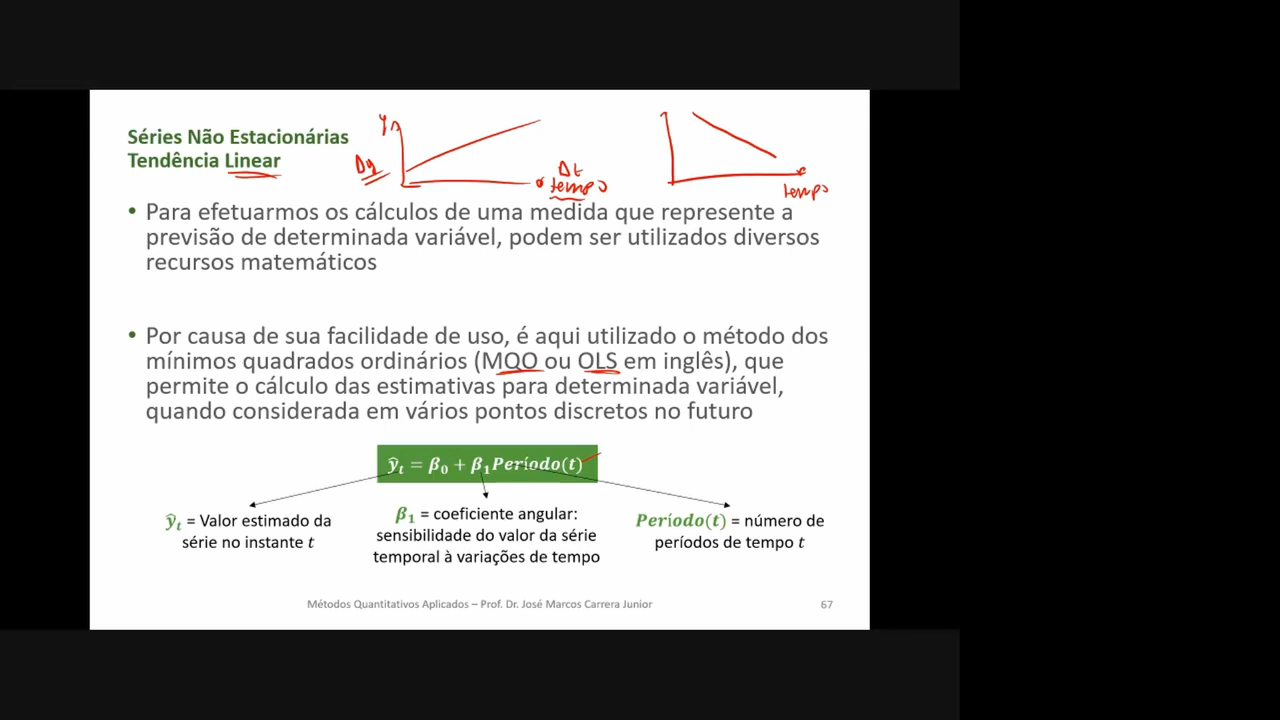 Séries Não Estacionárias
Tendência Linear
y
Δy
Δt
tempo
tempo
• Para efetuarmos os cálculos de uma medida que represente a
previsão de determinada variável, podem ser utilizados diversos
recursos matemáticos
• Por causa de sua facilidade de uso, é aqui utilizado o método dos
mínimos quadrados ordinários (MQO ou OLS em inglês), que
permite o cálculo das estimativas para determinada variável,
quando considerada em vários pontos discretos no futuro
ŷₜ = β₀ + β₁Período(t)
ŷₜ = Valor estimado da
série no instante t
β₁ = coeficiente angular:
sensibilidade do valor da série
temporal à variações de tempo
Período(t) = número de
períodos de tempo t
Métodos Quantitativos Aplicados – Prof. Dr. José Marcos Carrera Junior
67